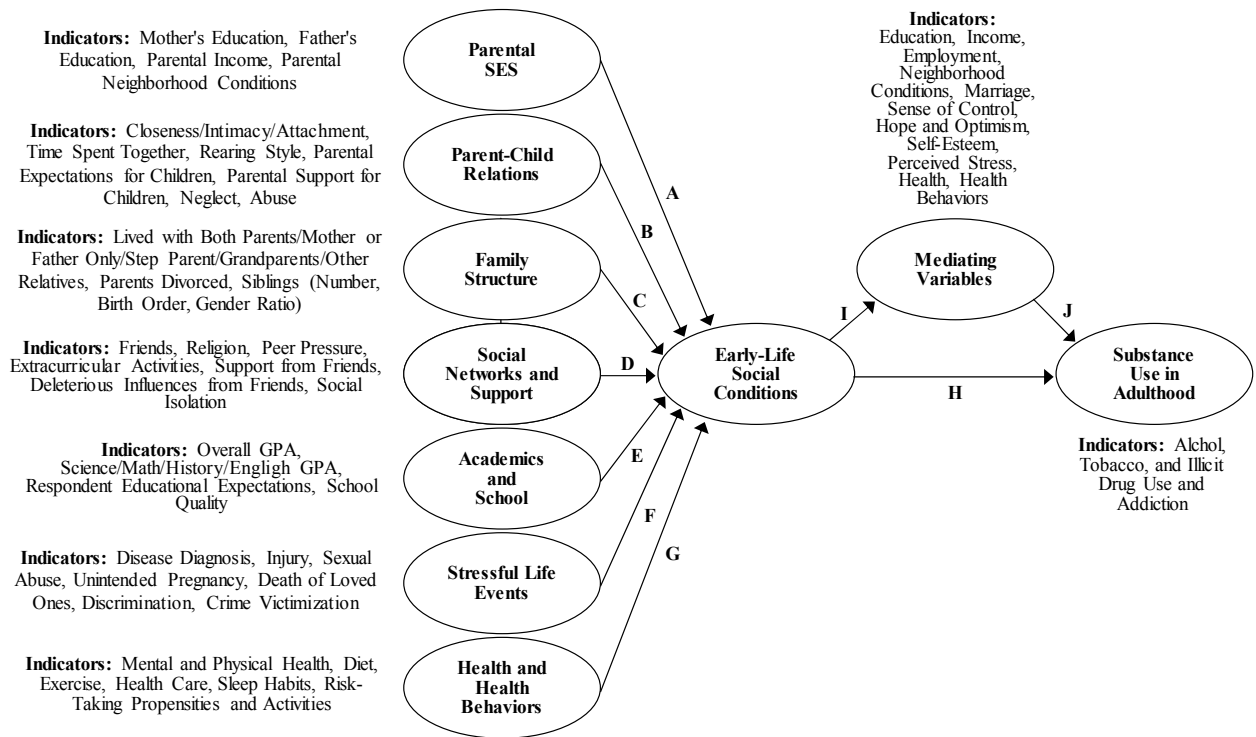 Indicators: Mother's Education, Father's
Education, Parental Income, Parental
Neighborhood Conditions
Parental
SES
Indicators:
Education, Income,
Employment,
Neighborhood
Conditions, Marriage,
Sense of Control,
Hope and Optimism,
Self-Esteem,
Perceived Stress,
Health, Health
Behaviors
Indicators: Closeness/Intimacy/Attachment,
Time Spent Together, Rearing Style, Parental
Expectations for Children, Parental Support for
Children, Neglect, Abuse
Parent-Child
Relations
A
B
Indicators: Lived with Both Parents/Mother or
Father Only/Step Parent/Grandparents/Other
Relatives, Parents Divorced, Siblings (Number,
Birth Order, Gender Ratio)
Family
Structure
C
Mediating
Variables
I
J
Indicators: Friends, Religion, Peer Pressure,
Extracurricular Activities, Support from Friends,
Deleterious Influences from Friends, Social
Isolation
Social
Networks and
Support
D
Early-Life
Social
Conditions
H
Substance
Use in
Adulthood
Indicators: Alchol,
Tobacco, and Illicit
Drug Use and
Addiction
Indicators: Overall GPA,
Science/Math/History/Engligh GPA,
Respondent Educational Expectations, School
Quality
Academics
and
School
E
F
G
Indicators: Disease Diagnosis, Injury, Sexual
Abuse, Unintended Pregnancy, Death of Loved
Ones, Discrimination, Crime Victimization
Stressful Life
Events
Indicators: Mental and Physical Health, Diet,
Exercise, Health Care, Sleep Habits, Risk-
Taking Propensities and Activities
Health and
Health
Behaviors